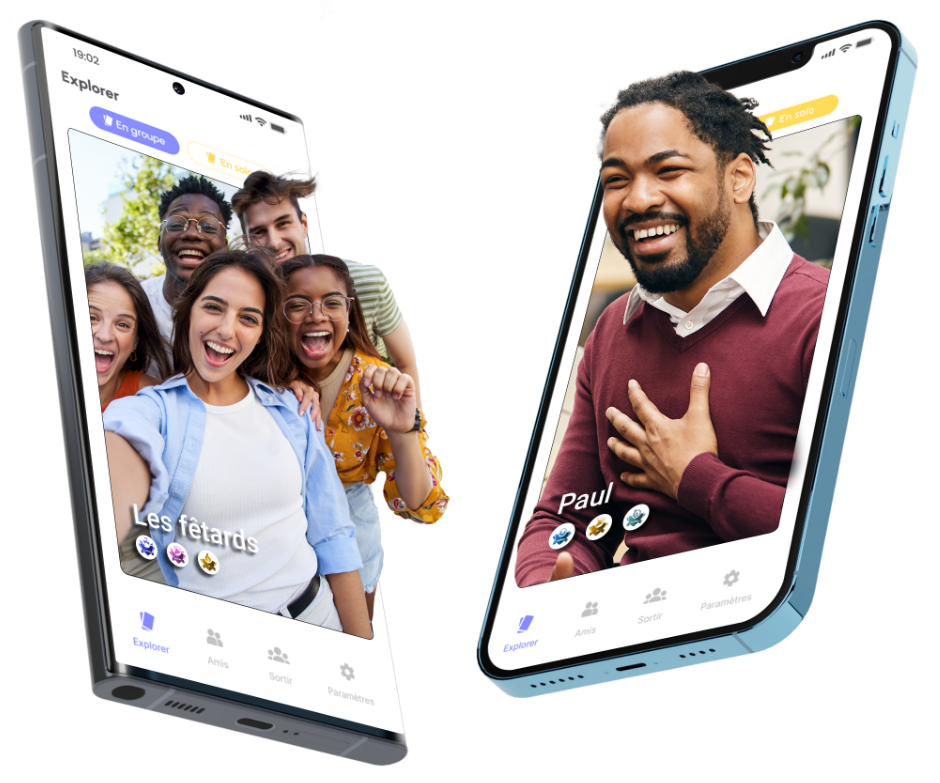 19:02
Explorer
En groupe
En solo
Les fêtards
Explorer
Amis
Sortir
Paramètres
En solo
Paul
Explorer
Amis
Sortir
Paramètres